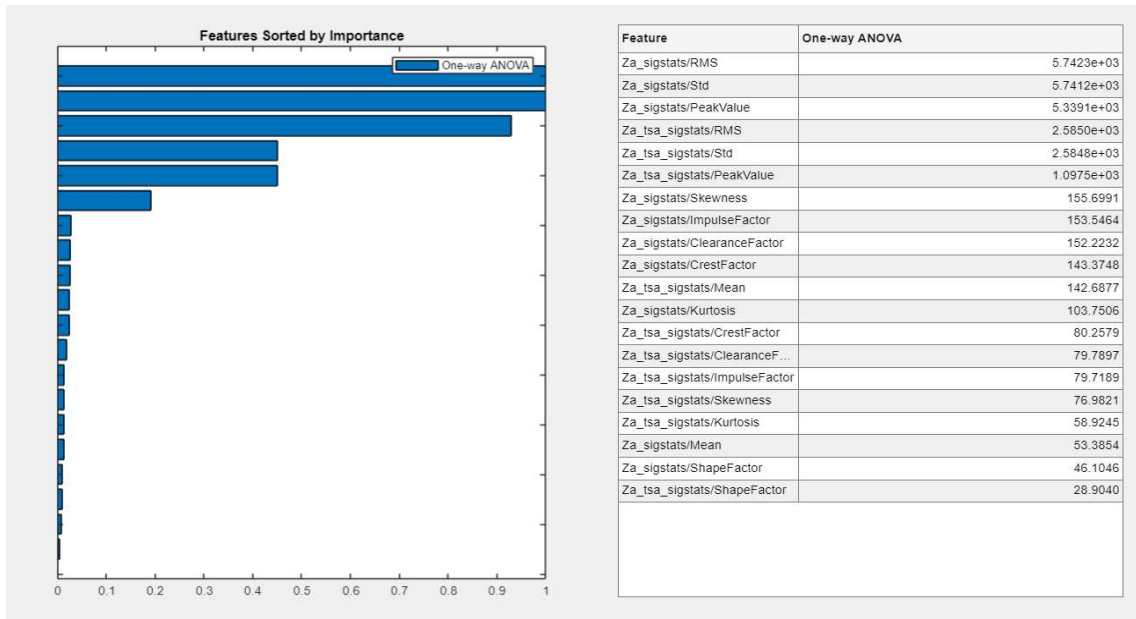 Features Sorted by Importance
One-way ANOVA
0 0.1 0.2 0.3 0.4 0.5 0.6 0.7 0.8 0.9 1
Feature One-way ANOVA
Za_sigstats/RMS 5.7423e+03
Za_sigstats/Std 5.7412e+03
Za_sigstats/PeakValue 5.3391e+03
Za_tsa_sigstats/RMS 2.5850e+03
Za_tsa_sigstats/Std 2.5848e+03
Za_tsa_sigstats/PeakValue 1.0975e+03
Za_sigstats/Skewness 155.6991
Za_sigstats/ImpulseFactor 153.5464
Za_sigstats/ClearanceFactor 152.2232
Za_sigstats/CrestFactor 143.3748
Za_tsa_sigstats/Mean 142.6877
Za_sigstats/Kurtosis 103.7506
Za_tsa_sigstats/CrestFactor 80.2579
Za_tsa_sigstats/ClearanceF... 79.7897
Za_tsa_sigstats/ImpulseFactor 79.7189
Za_tsa_sigstats/Skewness 76.9821
Za_tsa_sigstats/Kurtosis 58.9245
Za_sigstats/Mean 53.3854
Za_sigstats/ShapeFactor 46.1046
Za_tsa_sigstats/ShapeFactor 28.9040